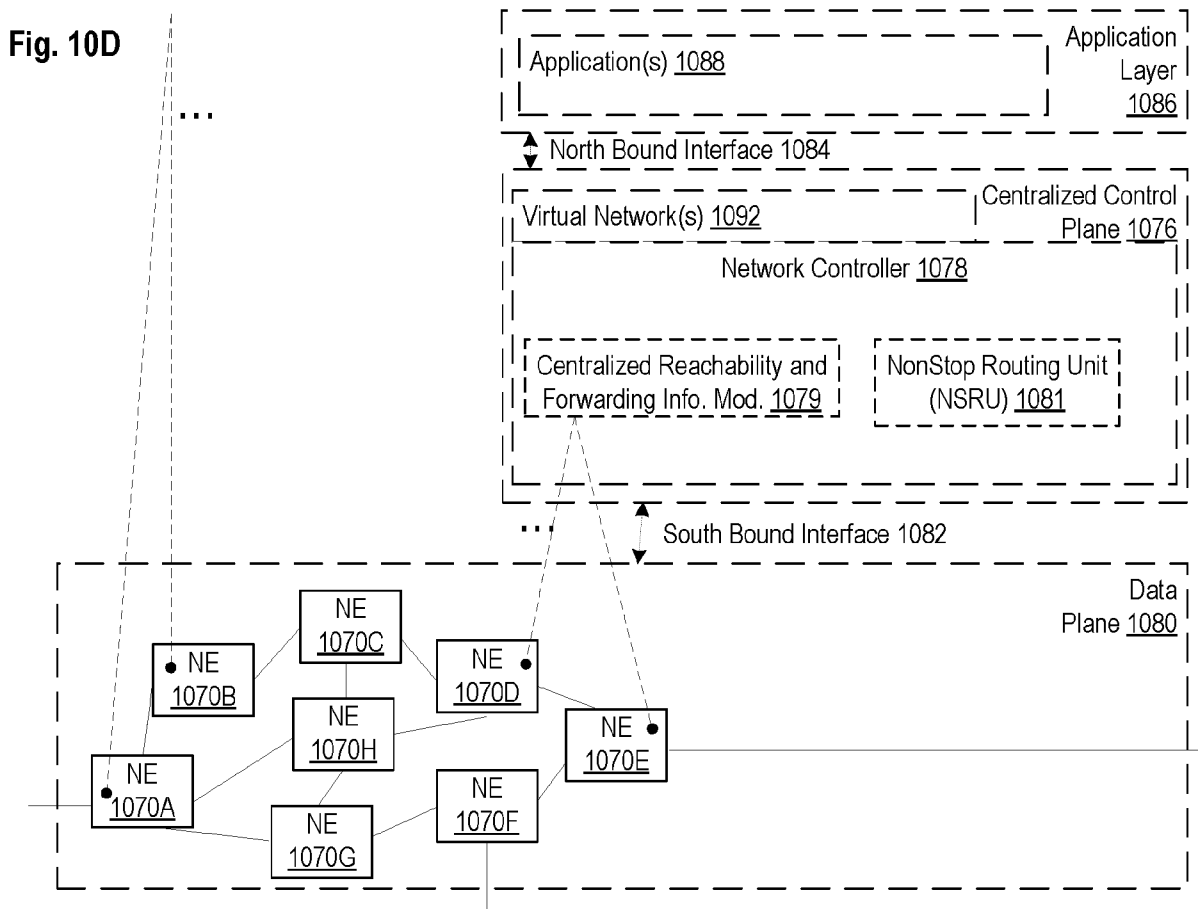 Fig. 10D
...
Application(s) 1088
Application
Layer
1086
North Bound Interface 1084
Virtual Network(s) 1092
Centralized Control
Plane 1076
Network Controller 1078
Centralized Reachability and
Forwarding Info. Mod. 1079
NonStop Routing Unit
(NSRU) 1081
...
South Bound Interface 1082
Data
Plane 1080
NE
1070C
NE
1070B
NE
1070D
NE
1070H
NE
1070E
NE
1070A
NE
1070F
NE
1070G